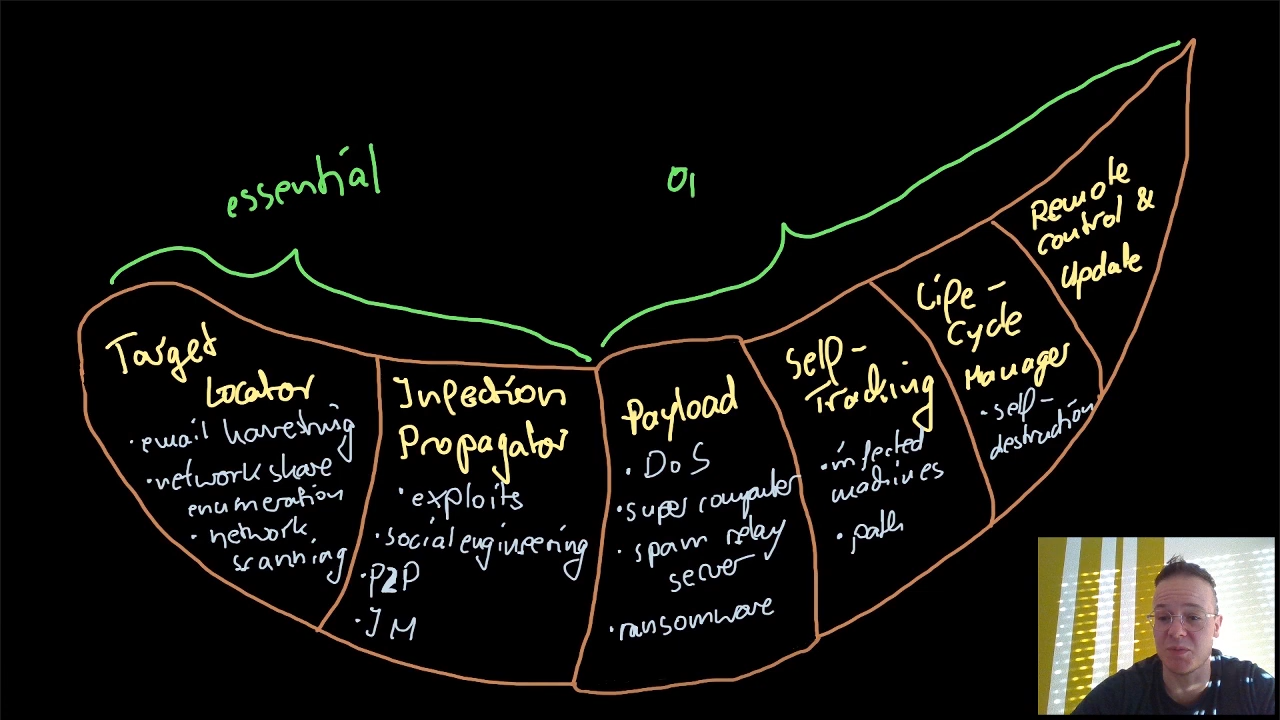 essential
Target
Locator
• email harvesting
• network share
enumeration
• network
scanning
Infection
Propagator
• exploits
• social engineering
• P2P
• IM
Payload
• DoS
• super computer
• spam relay
server
• ransomware
Self-
Tracking
• infected
machines
• path
Life-
Cycle
Manager
• self-
destruction
Remote
control &
Update